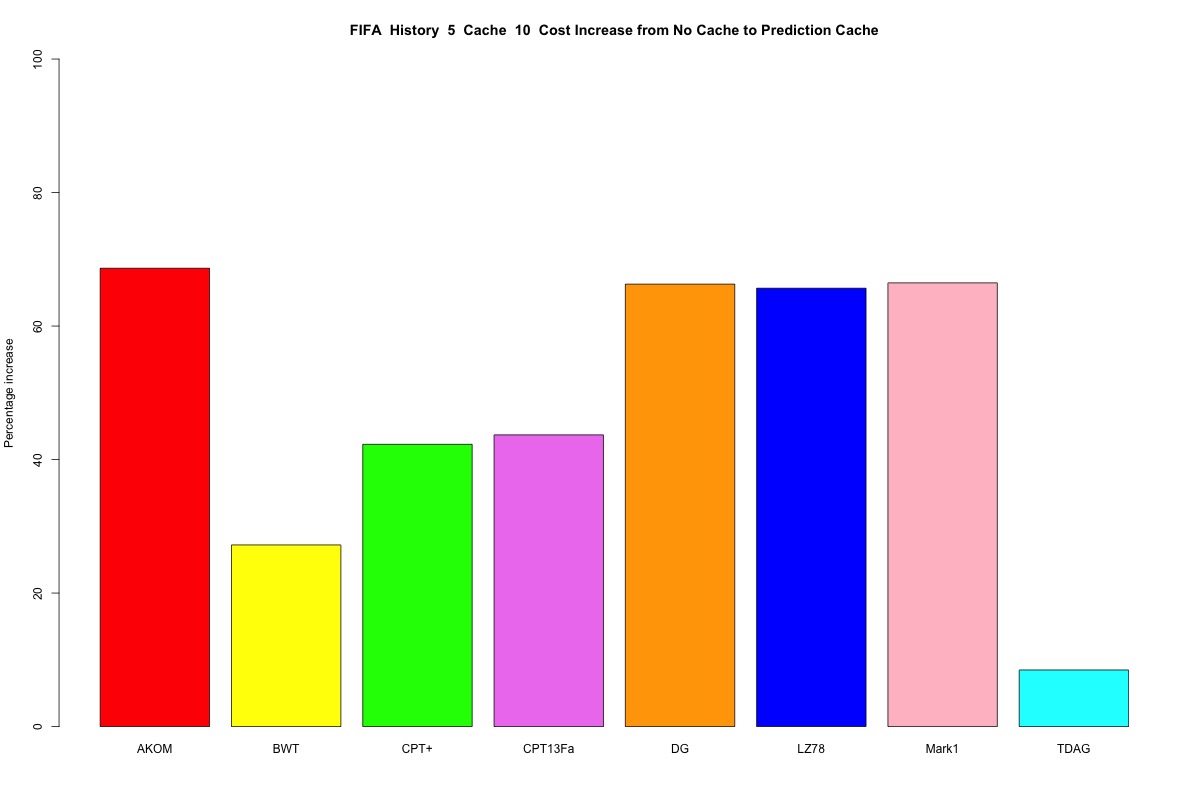 FIFA  History  5  Cache  10  Cost Increase from No Cache to Prediction Cache
Percentage increase
100
80
60
40
20
0
AKOM BWT CPT+ CPT13Fa DG LZ78 Mark1 TDAG